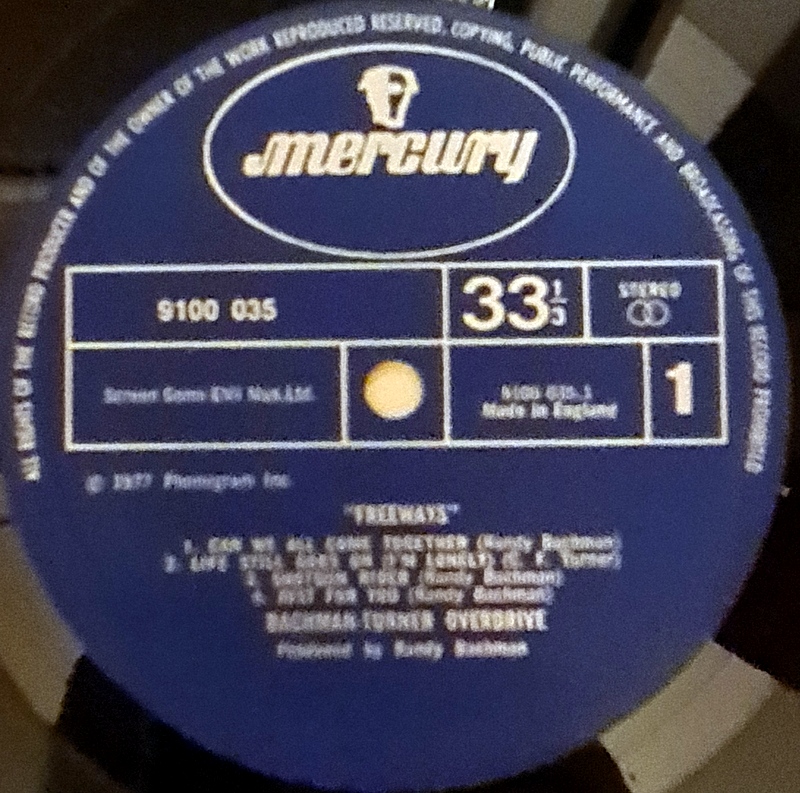 ALL RIGHTS OF THE RECORD PRODUCER AND OF THE OWNER OF THE WORK REPRODUCED RESERVED. COPYING, PUBLIC PERFORMANCE AND BROADCASTING OF THIS RECORD PROHIBITED
mercury
9100 035
33 1/3
STEREO
Screen Gems-EMI Mus.Ltd.
9100 035.1
Made in England
1
℗ 1977 Phonogram Inc.
"FREEWAYS"
1. CAN WE ALL COME TOGETHER (Randy Bachman)
2. LIFE STILL GOES ON (I'M LONELY) (C. F. Turner)
3. SHOTGUN RIDER (Randy Bachman)
4. JUST FOR YOU (Randy Bachman)
BACHMAN-TURNER OVERDRIVE
Produced by Randy Bachman